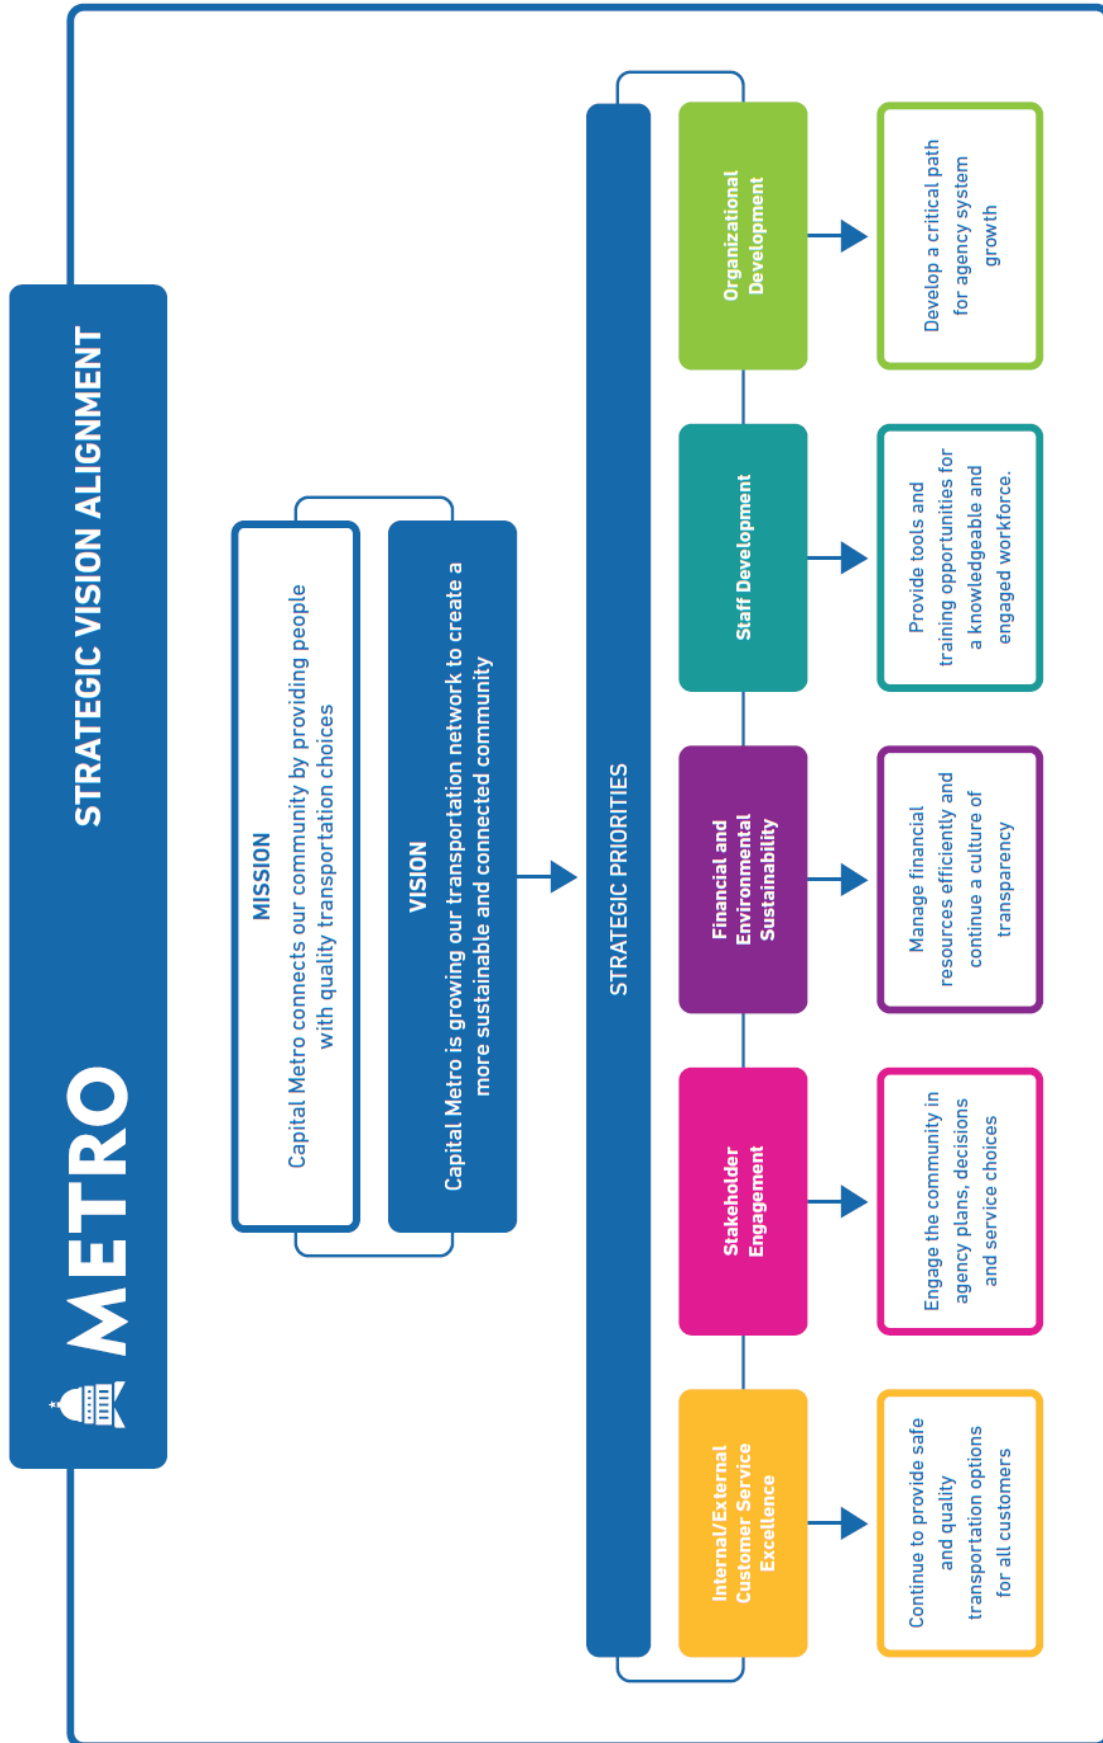 METRO
STRATEGIC VISION ALIGNMENT
MISSION
Capital Metro connects our community by providing people
with quality transportation choices
VISION
Capital Metro is growing our transportation network to create a
more sustainable and connected community
STRATEGIC PRIORITIES
Internal/External
Customer Service
Excellence
Continue to provide safe
and quality
transportation options
for all customers
Stakeholder
Engagement
Engage the community in
agency plans, decisions
and service choices
Financial and
Environmental
Sustainability
Manage financial
resources efficiently and
continue a culture of
transparency
Staff Development
Provide tools and
training opportunities for
a knowledgeable and
engaged workforce.
Organizational
Development
Develop a critical path
for agency system
growth